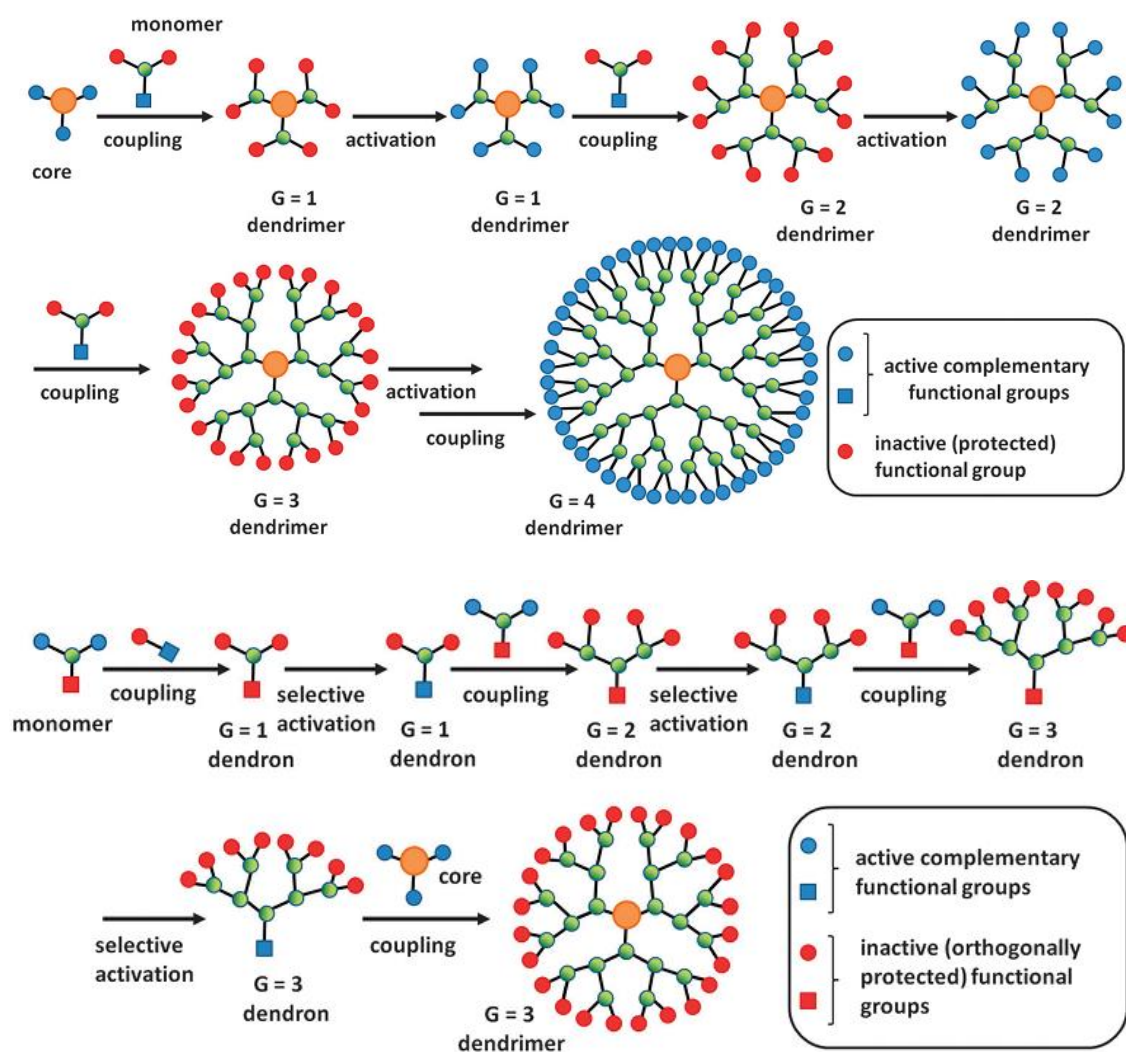 monomer
coupling
activation
coupling
activation
core
G = 1
dendrimer
G = 1
dendrimer
G = 2
dendrimer
G = 2
dendrimer
coupling
activation
coupling
G = 3
dendrimer
G = 4
dendrimer
active complementary
functional groups
inactive (protected)
functional group
monomer
coupling
G = 1
dendron
selective
activation
G = 1
dendron
coupling
G = 2
dendron
selective
activation
G = 2
dendron
coupling
G = 3
dendron
selective
activation
G = 3
dendron
core
coupling
G = 3
dendrimer
active complementary
functional groups
inactive (orthogonally
protected) functional
groups